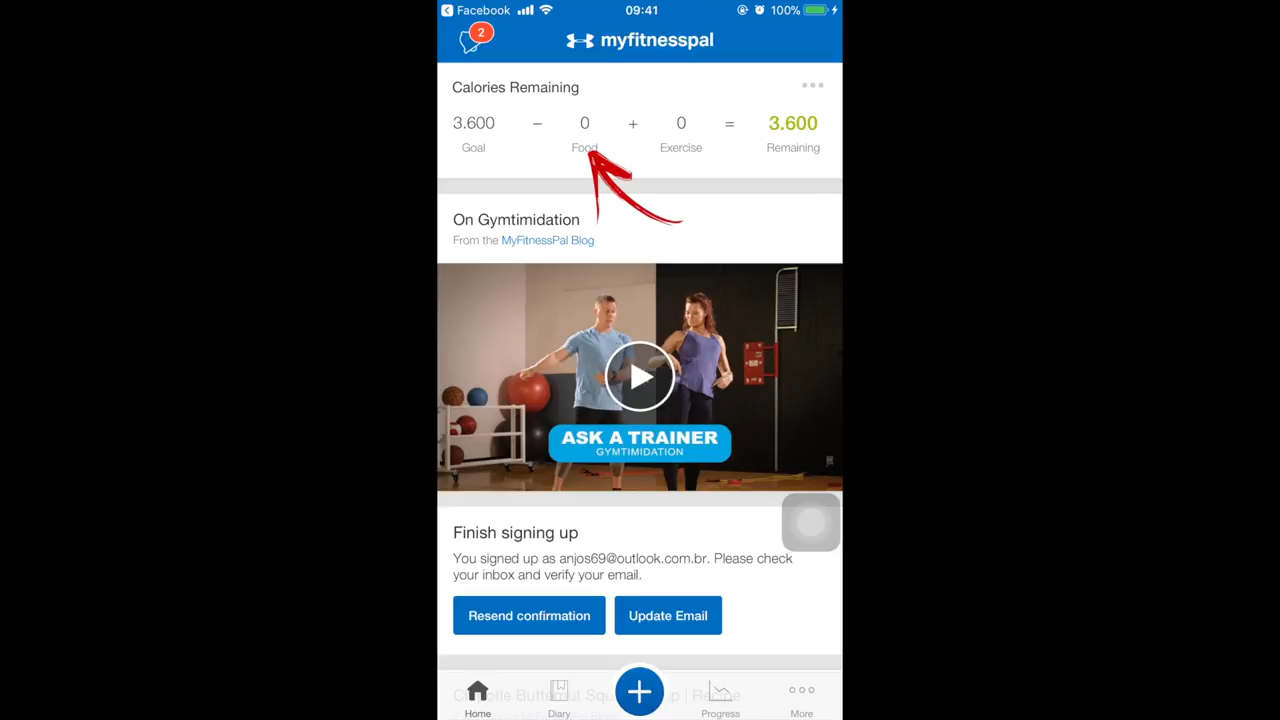 Facebook 09:41 100%
2 myfitnesspal
Calories Remaining
3.600 - 0 + 0 = 3.600
Goal Food Exercise Remaining
On Gymtimidation
From the MyFitnessPal Blog
ASK A TRAINER
GYMTIMIDATION
Finish signing up
You signed up as anjos69@outlook.com.br. Please check
your inbox and verify your email.
Resend confirmation Update Email
Home Diary Progress More